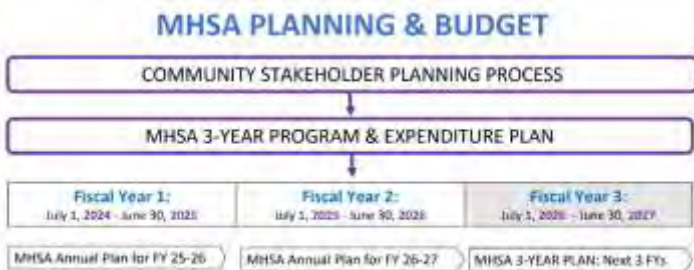 MHSA PLANNING & BUDGET
COMMUNITY STAKEHOLDER PLANNING PROCESS
MHSA 3-YEAR PROGRAM & EXPENDITURE PLAN
Fiscal Year 1:
July 1, 2024 - June 30, 2025
Fiscal Year 2:
July 1, 2025 - June 30, 2026
Fiscal Year 3:
July 1, 2026 - June 30, 2027
MHSA Annual Plan for FY 25-26
MHSA Annual Plan for FY 26-27
MHSA 3-YEAR PLAN: Next 3 FYs